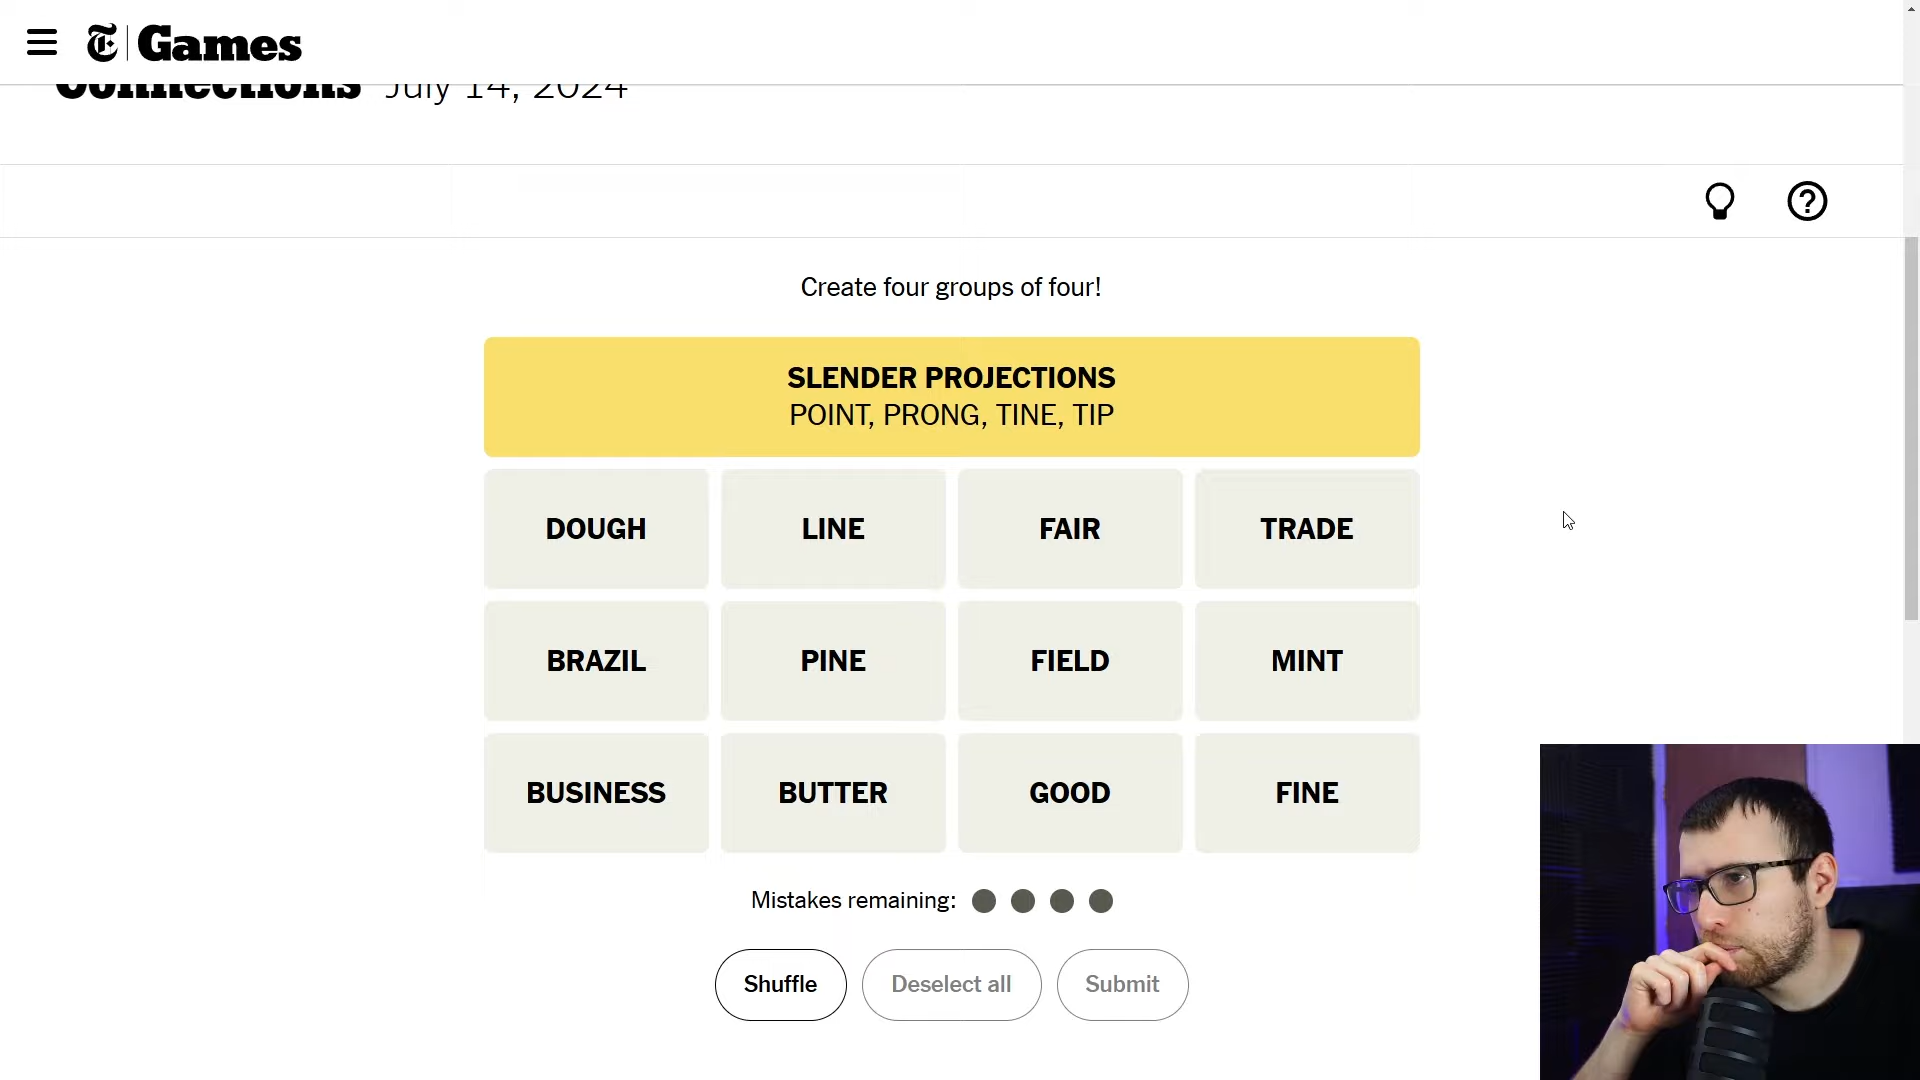 T Games
Connections July 14, 2024
Create four groups of four!
SLENDER PROJECTIONS
POINT, PRONG, TINE, TIP
DOUGH LINE FAIR TRADE
BRAZIL PINE FIELD MINT
BUSINESS BUTTER GOOD FINE
Mistakes remaining:
Shuffle Deselect all Submit